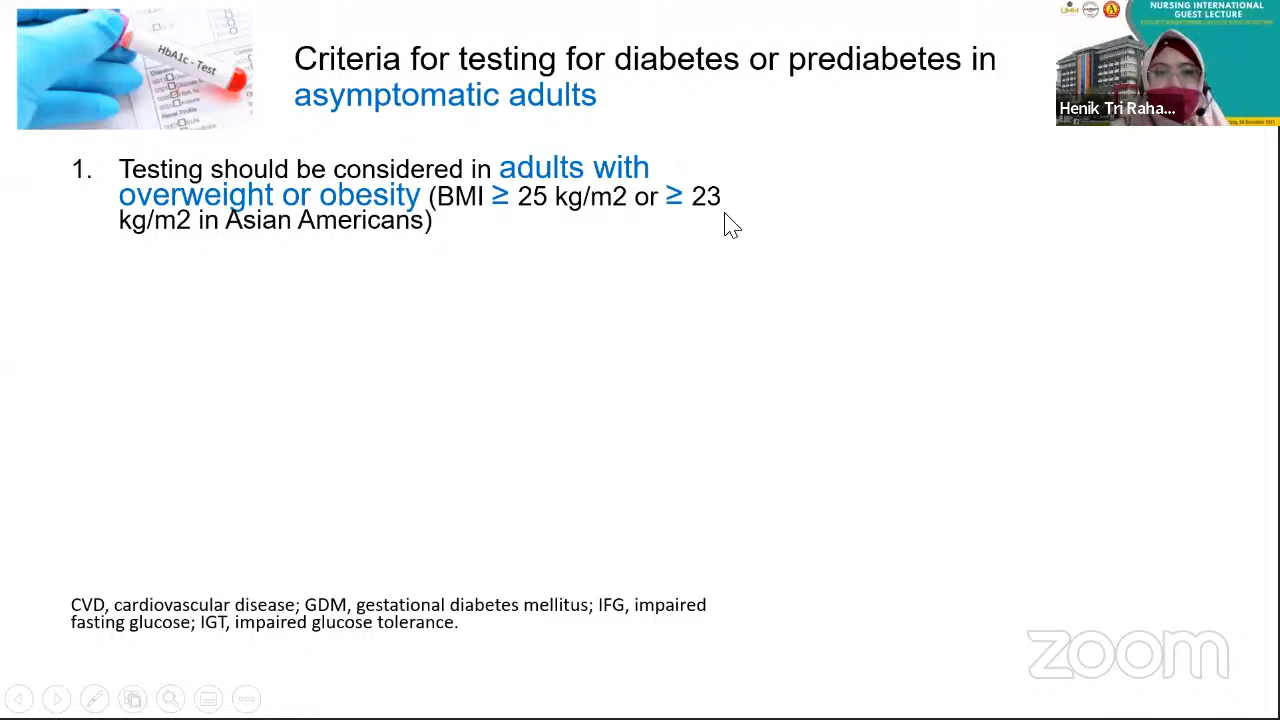 Criteria for testing for diabetes or prediabetes in
asymptomatic adults
HbA1c - Test
NURSING INTERNATIONAL
GUEST LECTURE
Henik Tri Raha...
1. Testing should be considered in adults with
overweight or obesity (BMI ≥ 25 kg/m2 or ≥ 23
kg/m2 in Asian Americans)
CVD, cardiovascular disease; GDM, gestational diabetes mellitus; IFG, impaired
fasting glucose; IGT, impaired glucose tolerance.
zoom